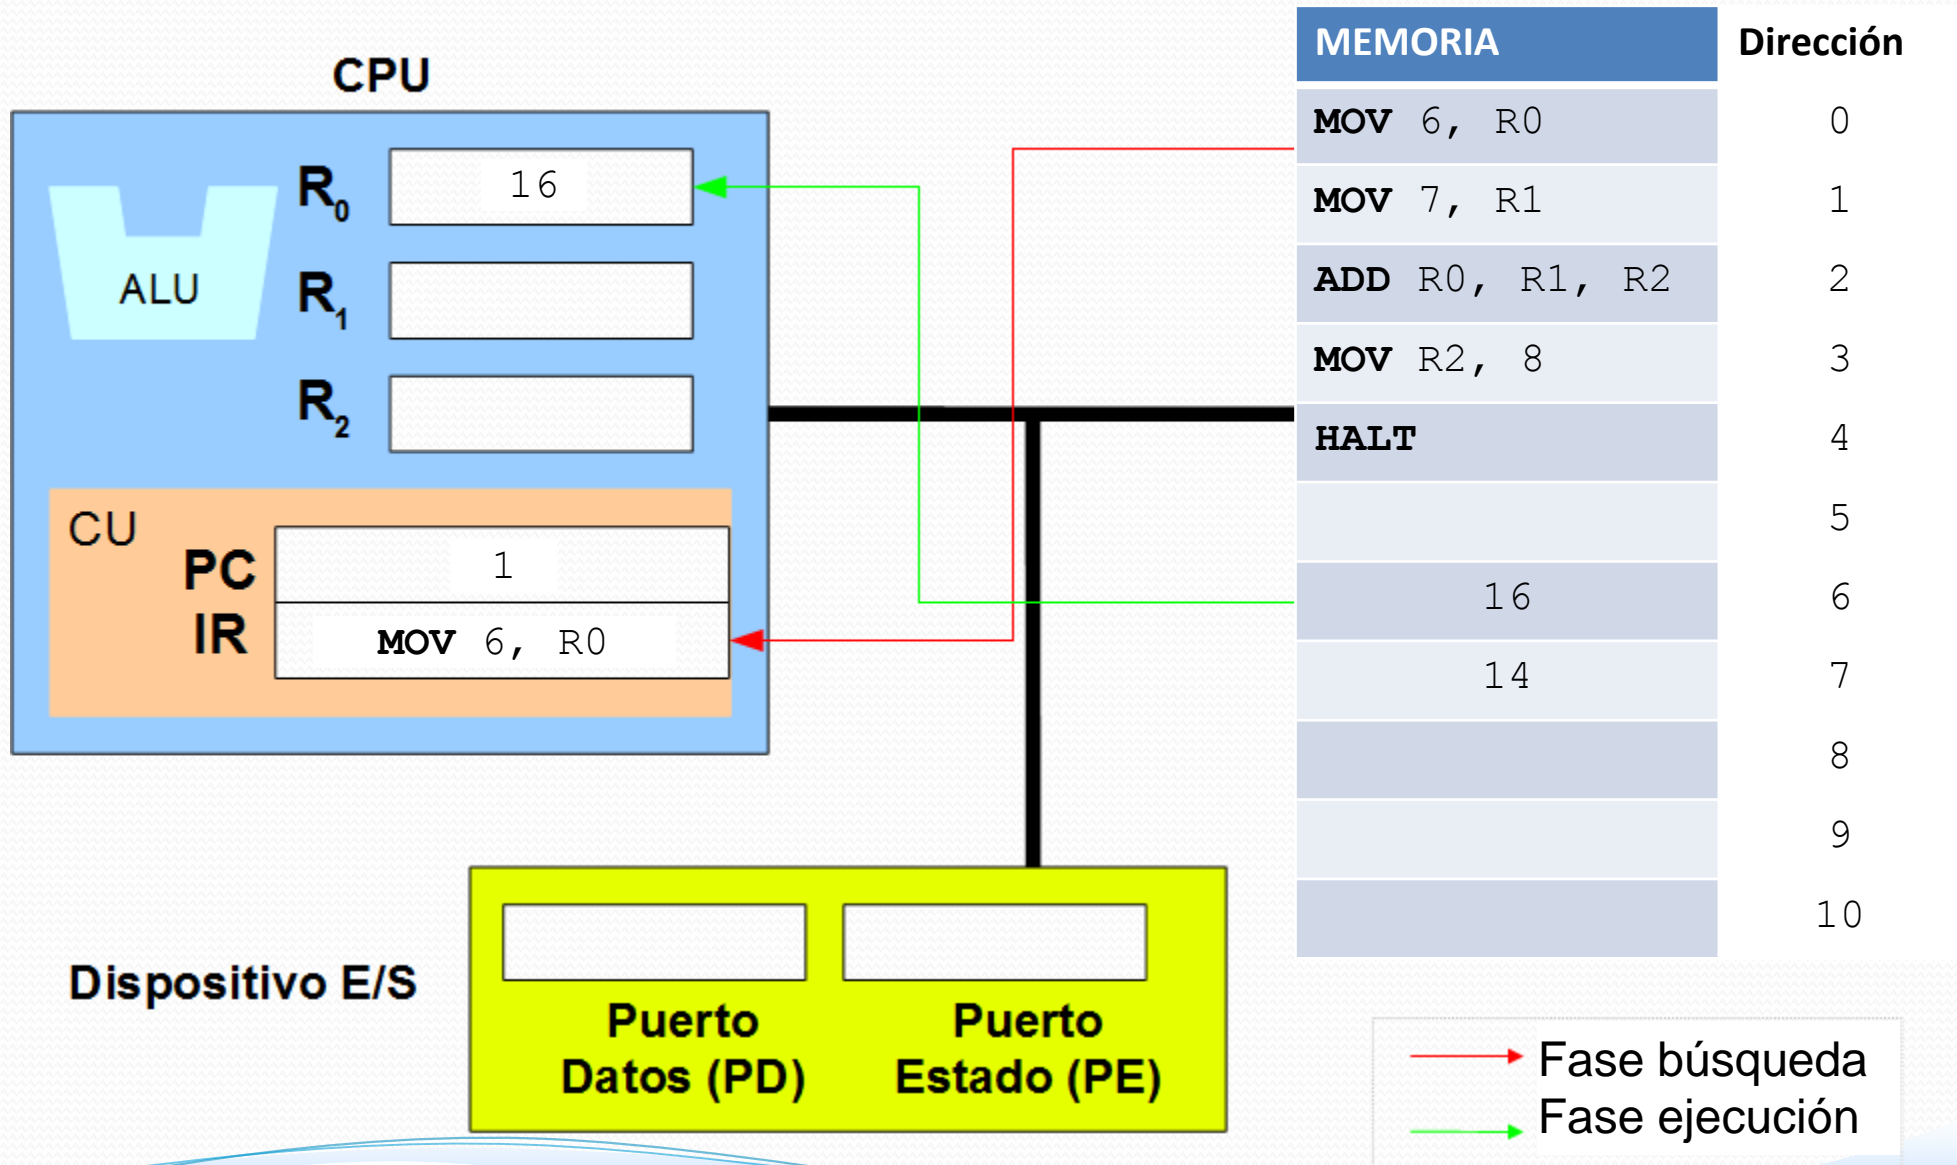 CPU
R0
16
ALU
R1
R2
CU
PC
1
IR
MOV 6, R0
MEMORIA Dirección
MOV 6, R0 0
MOV 7, R1 1
ADD R0, R1, R2 2
MOV R2, 8 3
HALT 4
5
16 6
14 7
8
9
10
Dispositivo E/S
Puerto
Datos (PD)
Puerto
Estado (PE)
Fase búsqueda
Fase ejecución